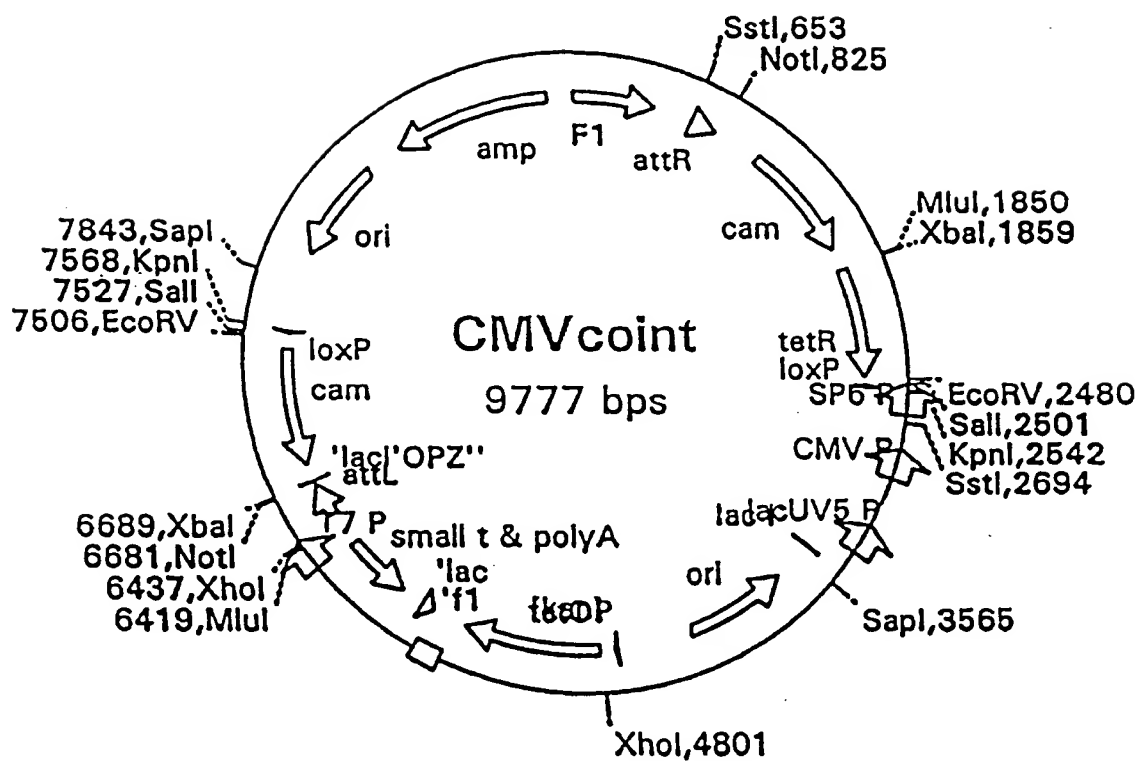 SstI,653
NotI,825
amp
F1
attR
cam
MluI,1850
XbaI,1859
ori
7843,SapI
7568,KpnI
7527,SalI
7506,EcoRV
CMVcoint
9777 bps
loxP
cam
tetR
loxP
SP6 P
EcoRV,2480
SalI,2501
KpnI,2542
SstI,2694
CMV P
'lacI'OPZ''
attL
lacUV5 P
6689,XbaI
6681,NotI
6437,XhoI
6419,MluI
P
small t & polyA
'lac
'f1
ori
SapI,3565
XhoI,4801